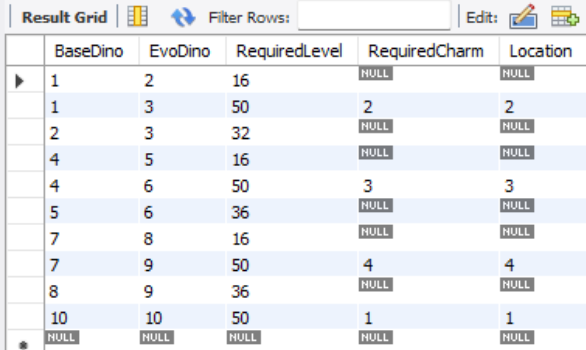 Result Grid Filter Rows: Edit:
BaseDino EvoDino RequiredLevel RequiredCharm Location
1 2 16 NULL NULL
1 3 50 2 2
2 3 32 NULL NULL
4 5 16 NULL NULL
4 6 50 3 3
5 6 36 NULL NULL
7 8 16 NULL NULL
7 9 50 4 4
8 9 36 NULL NULL
10 10 50 1 1
NULL NULL NULL NULL NULL